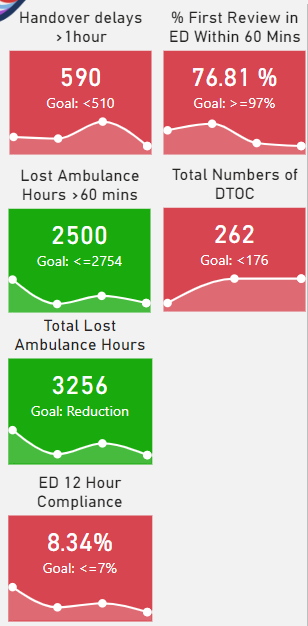 Handover delays
>1hour
590
Goal: <510
% First Review in
ED Within 60 Mins
76.81 %
Goal: >=97%
Lost Ambulance
Hours >60 mins
2500
Goal: <=2754
Total Numbers of
DTOC
262
Goal: <176
Total Lost
Ambulance Hours
3256
Goal: Reduction
ED 12 Hour
Compliance
8.34%
Goal: <=7%